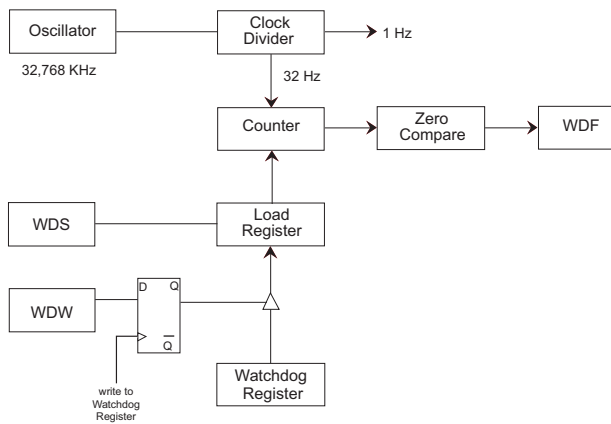 Oscillator
Clock
Divider
1 Hz
32,768 KHz
32 Hz
Counter
Zero
Compare
WDF
WDS
Load
Register
WDW
D
Q
Q
write to
Watchdog
Register
Watchdog
Register